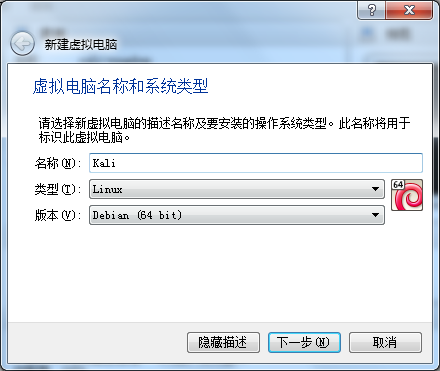 新建虚拟电脑
虚拟电脑名称和系统类型
请选择新虚拟电脑的描述名称及要安装的操作系统类型。此名称将用于
标识此虚拟电脑。
名称(N): Kali
类型(T): Linux
64
版本(V): Debian (64 bit)
隐藏描述 下一步(N) 取消